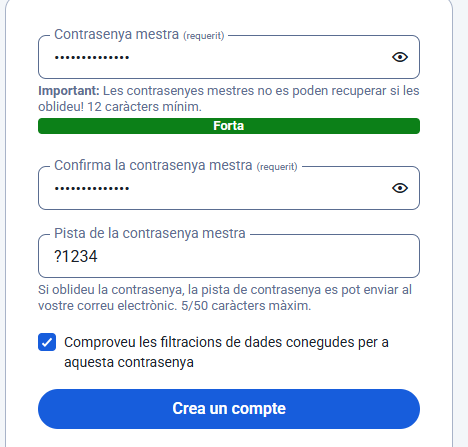 Contrasenya mestra (requerit)
••••••••••••••
Important: Les contrasenyes mestres no es poden recuperar si les
oblideu! 12 caràcters mínim.
Forta
Confirma la contrasenya mestra (requerit)
••••••••••••••
Pista de la contrasenya mestra
?1234
Si oblideu la contrasenya, la pista de contrasenya es pot enviar al
vostre correu electrònic. 5/50 caràcters màxim.
Comproveu les filtracions de dades conegudes per a
aquesta contrasenya
Crea un compte